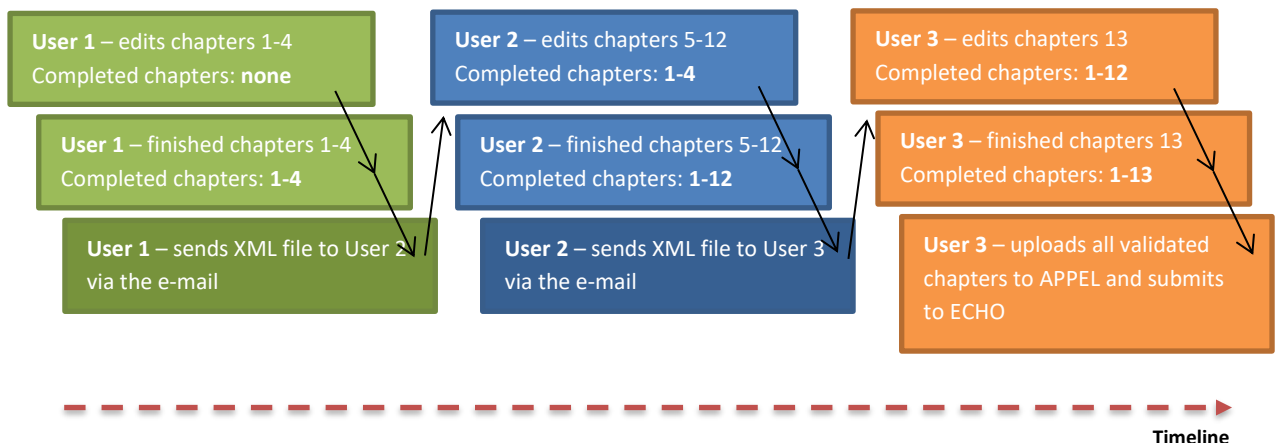 User 1 – edits chapters 1-4
Completed chapters: none
User 1 – finished chapters 1-4
Completed chapters: 1-4
User 1 – sends XML file to User 2
via the e-mail
User 2 – edits chapters 5-12
Completed chapters: 1-4
User 2 – finished chapters 5-12
Completed chapters: 1-12
User 2 – sends XML file to User 3
via the e-mail
User 3 – edits chapters 13
Completed chapters: 1-12
User 3 – finished chapters 13
Completed chapters: 1-13
User 3 – uploads all validated
chapters to APPEL and submits
to ECHO
Timeline